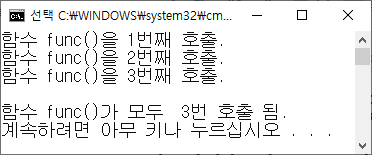 선택 C:₩WINDOWS₩system32₩cm...
함수 func()을 1번째 호출.
함수 func()을 2번째 호출.
함수 func()을 3번째 호출.
함수 func()가 모두  3번 호출 됨.
계속하려면 아무 키나 누르십시오 . . .